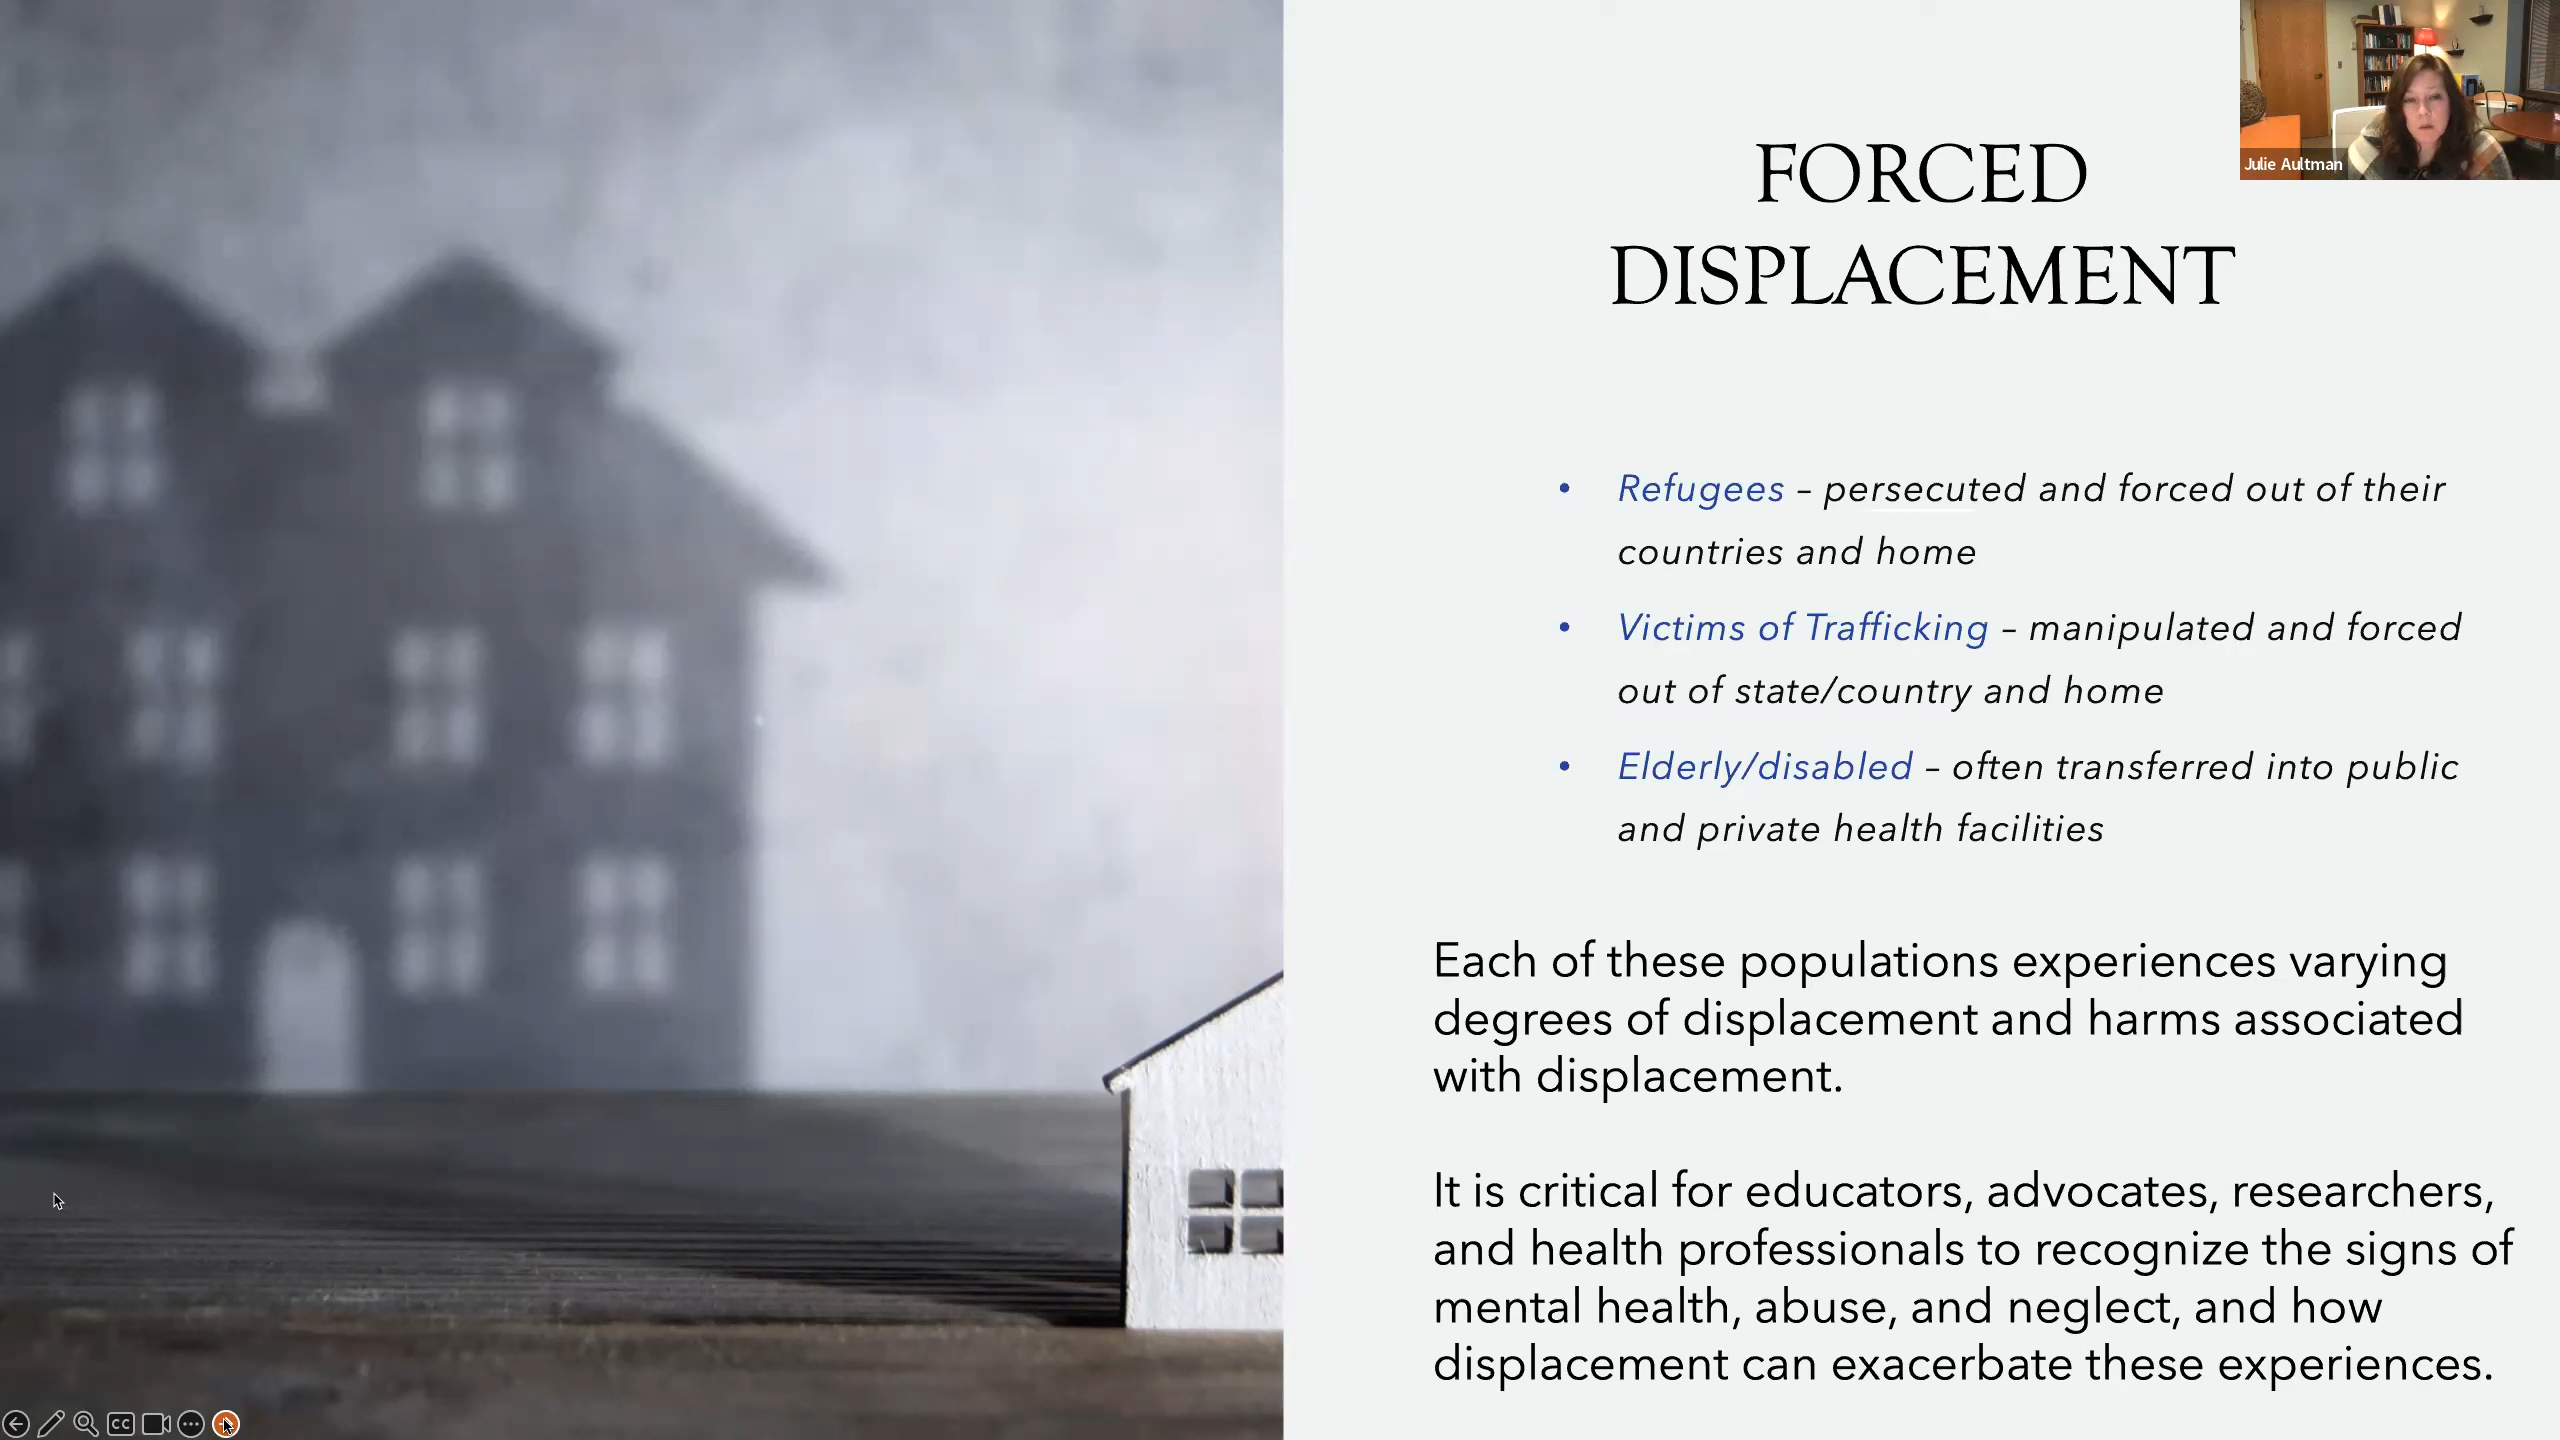 Julie Aultman
FORCED
DISPLACEMENT
• Refugees – persecuted and forced out of their
countries and home
• Victims of Trafficking – manipulated and forced
out of state/country and home
• Elderly/disabled – often transferred into public
and private health facilities
Each of these populations experiences varying
degrees of displacement and harms associated
with displacement.
It is critical for educators, advocates, researchers,
and health professionals to recognize the signs of
mental health, abuse, and neglect, and how
displacement can exacerbate these experiences.
CC